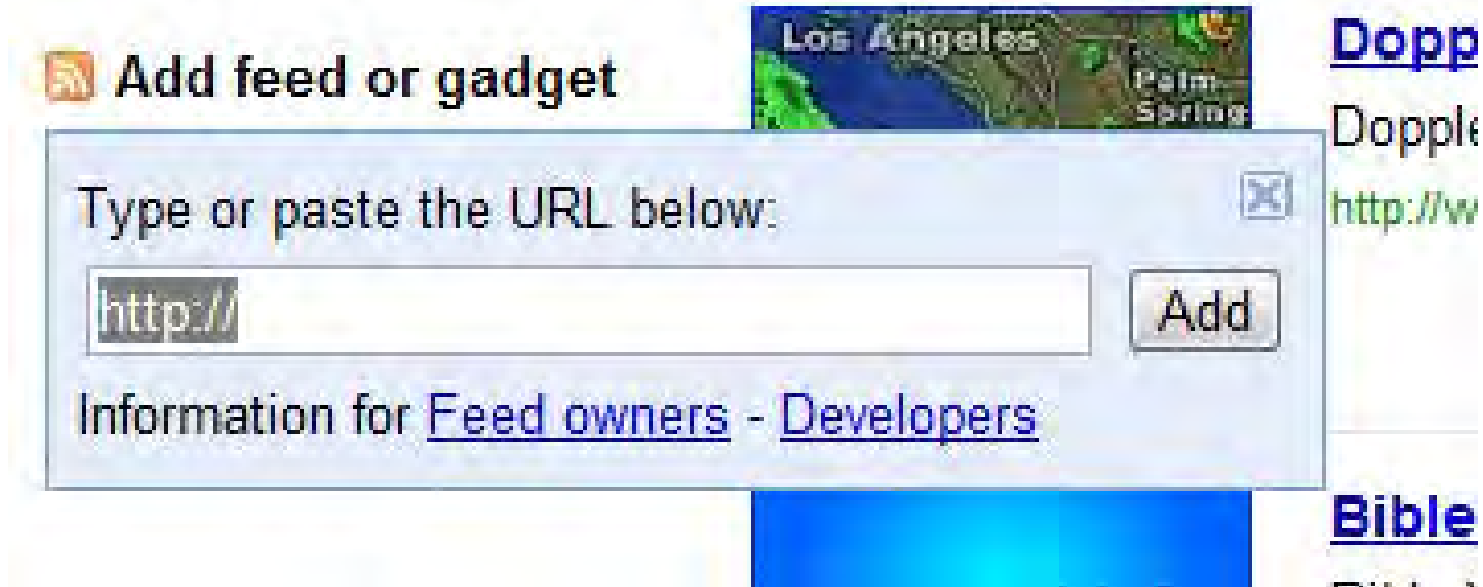 Add feed or gadget
Los Angeles
Palm
Spring
Type or paste the URL below:
http://
Add
Information for Feed owners - Developers
Dopp
Dopple
http://w
Bible